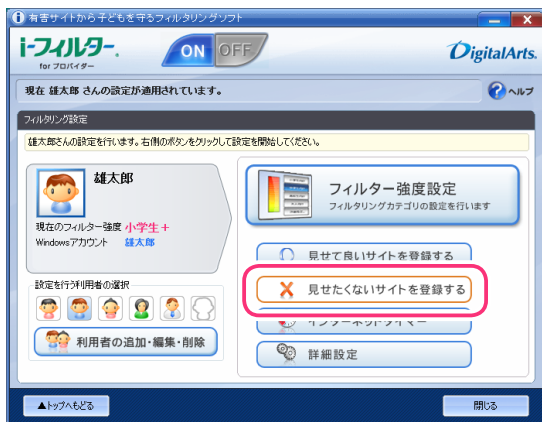 有害サイトから子どもを守るフィルタリングソフト
i-フィルター.
for プロバイダー
ON OFF
DigitalArts.
現在 雄太郎 さんの設定が適用されています。
ヘルプ
フィルタリング設定
雄太郎さんの設定を行います。右側のボタンをクリックして設定を開始してください。
雄太郎
現在のフィルター強度 小学生+
Windowsアカウント 雄太郎
設定を行う利用者の選択
利用者の追加・編集・削除
フィルター強度設定
フィルタリングカテゴリの設定を行います
見せて良いサイトを登録する
見せたくないサイトを登録する
インターネットタイマー
詳細設定
▲トップへもどる
閉じる